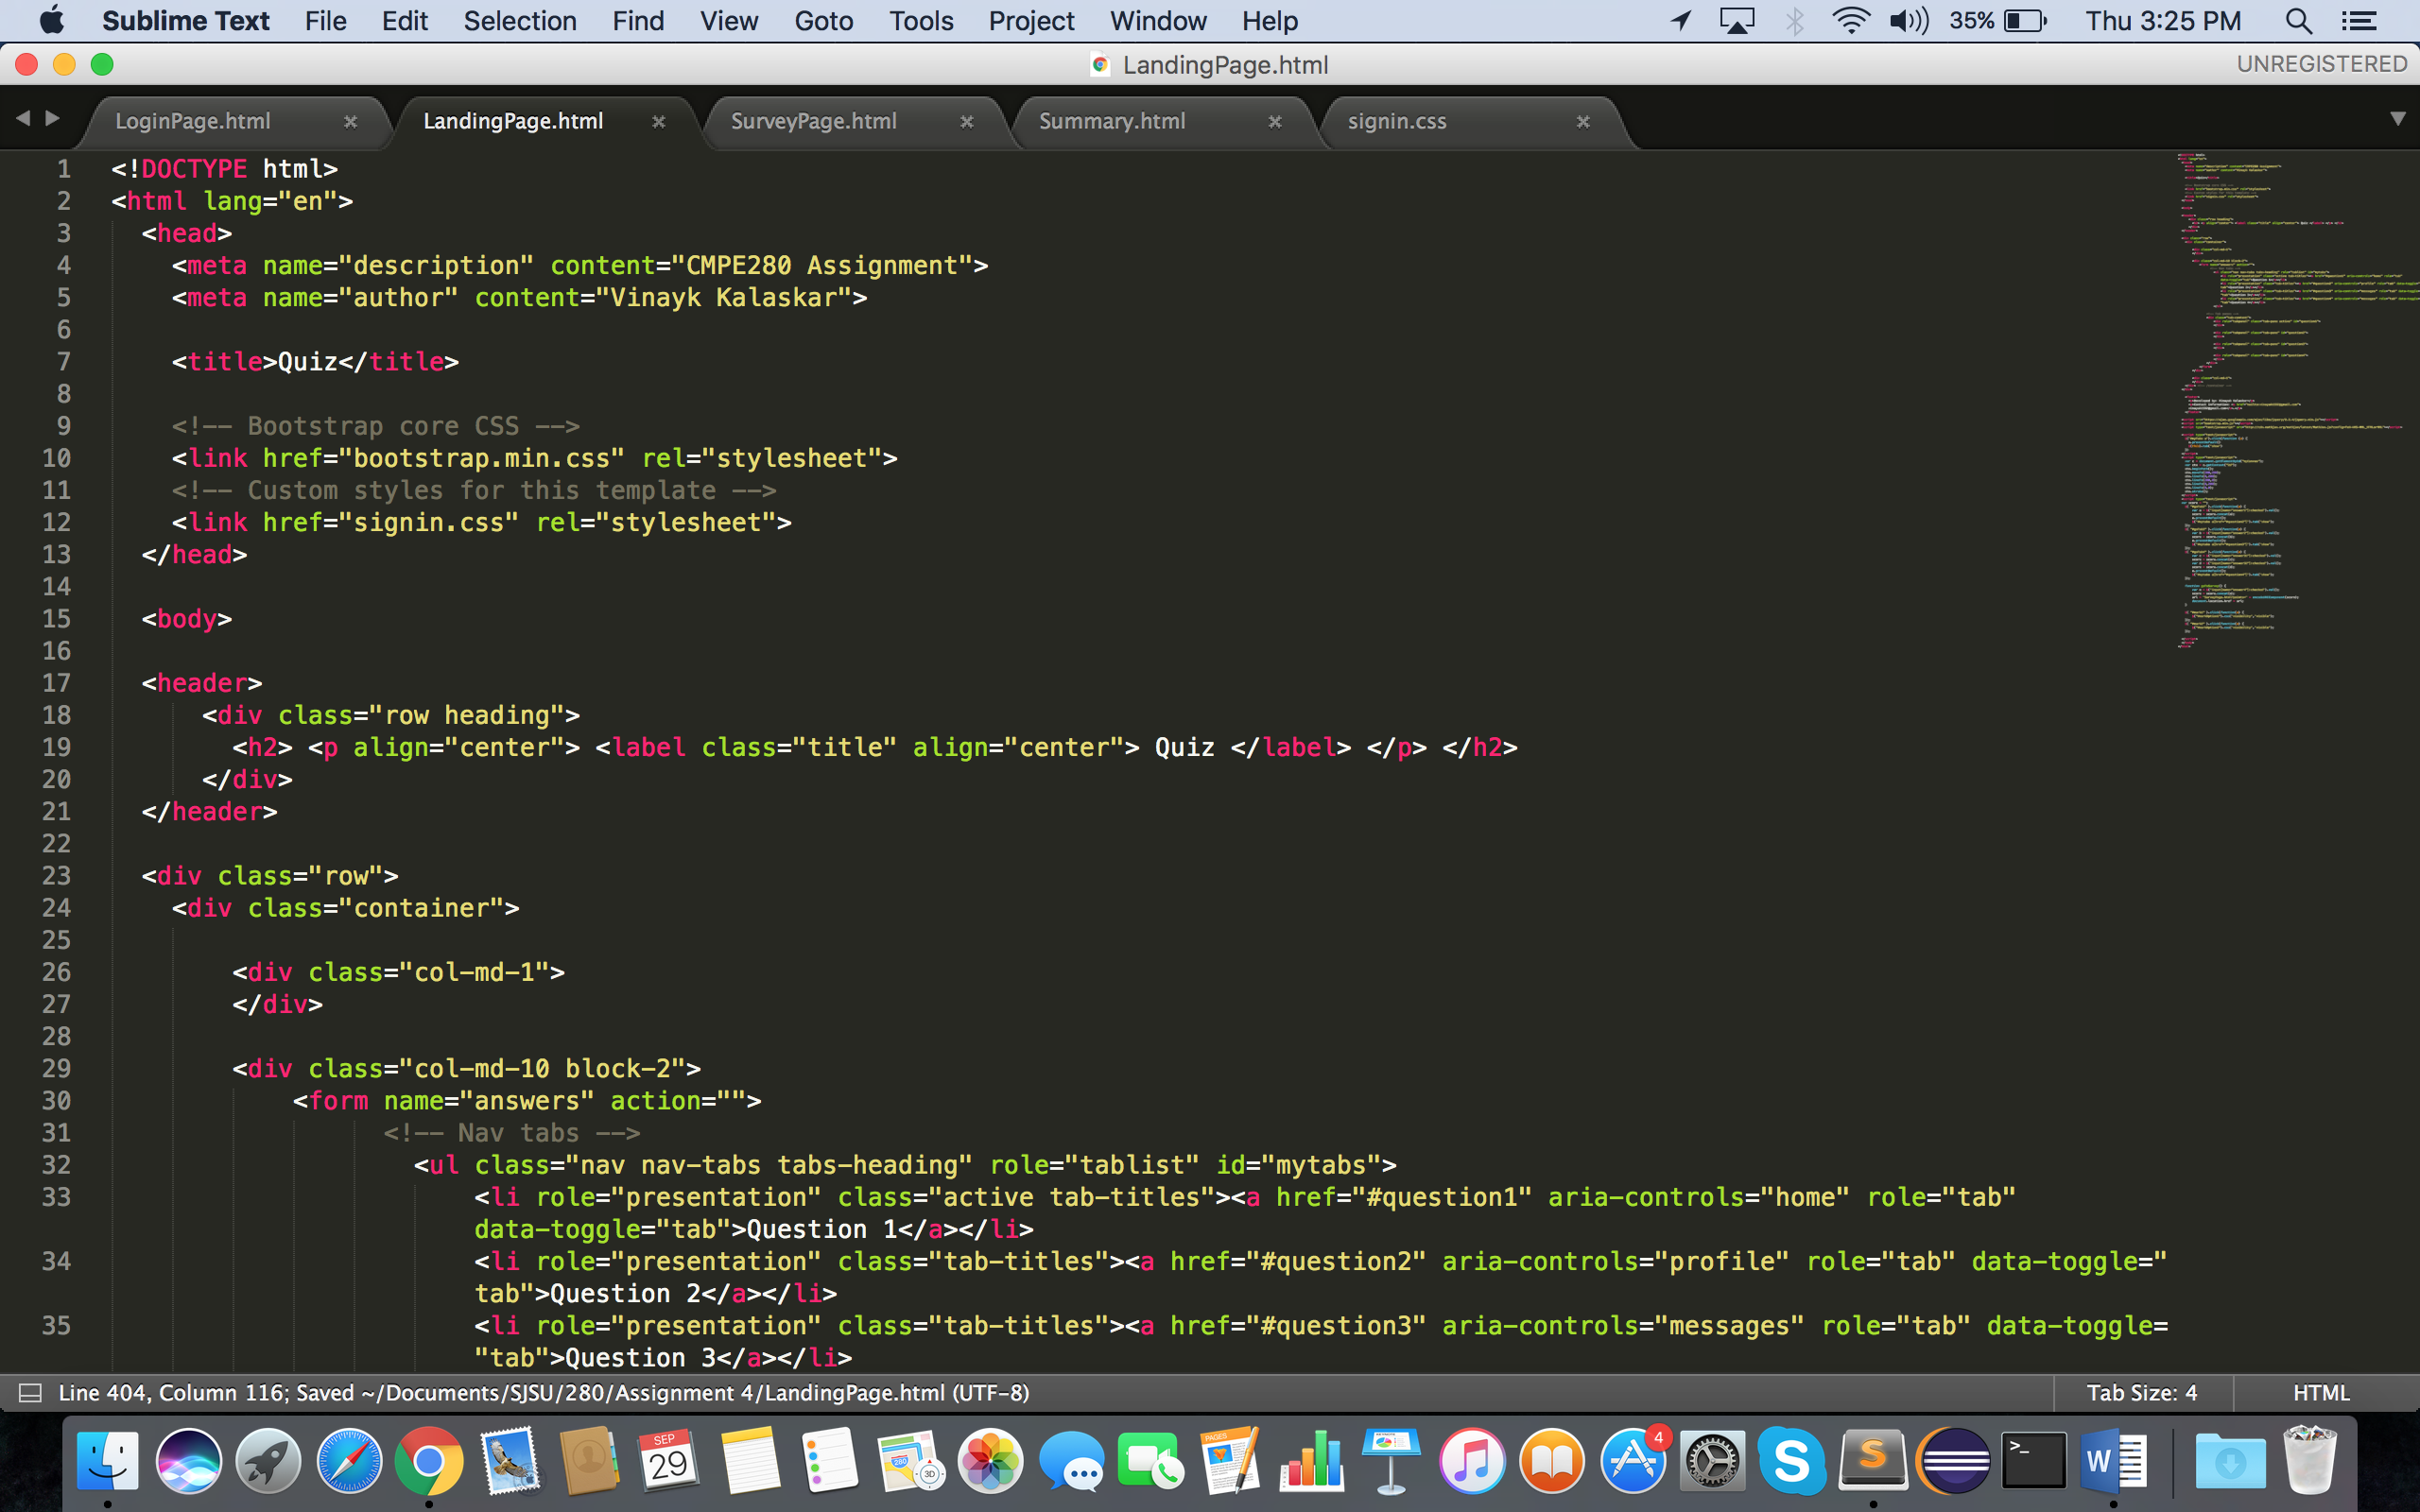 Sublime Text File Edit Selection Find View Goto Tools Project Window Help 35% Thu 3:25 PM
LandingPage.html UNREGISTERED
LoginPage.html LandingPage.html SurveyPage.html Summary.html signin.css
1 <!DOCTYPE html>
2 <html lang="en">
3 <head>
4 <meta name="description" content="CMPE280 Assignment">
5 <meta name="author" content="Vinayk Kalaskar">
6
7 <title>Quiz</title>
8
9 <!-- Bootstrap core CSS -->
10 <link href="bootstrap.min.css" rel="stylesheet">
11 <!-- Custom styles for this template -->
12 <link href="signin.css" rel="stylesheet">
13 </head>
14
15 <body>
16
17 <header>
18 <div class="row heading">
19 <h2> <p align="center"> <label class="title" align="center"> Quiz </label> </p> </h2>
20 </div>
21 </header>
22
23 <div class="row">
24 <div class="container">
25
26 <div class="col-md-1">
27 </div>
28
29 <div class="col-md-10 block-2">
30 <form name="answers" action="">
31 <!-- Nav tabs -->
32 <ul class="nav nav-tabs tabs-heading" role="tablist" id="mytabs">
33 <li role="presentation" class="active tab-titles"><a href="#question1" aria-controls="home" role="tab"
data-toggle="tab">Question 1</a></li>
34 <li role="presentation" class="tab-titles"><a href="#question2" aria-controls="profile" role="tab" data-toggle="
tab">Question 2</a></li>
35 <li role="presentation" class="tab-titles"><a href="#question3" aria-controls="messages" role="tab" data-toggle=
"tab">Question 3</a></li>
Line 404, Column 116; Saved ~/Documents/SJSU/280/Assignment 4/LandingPage.html (UTF-8) Tab Size: 4 HTML
SEP
29
280
3D
PAGES
4
S
S
>_
W